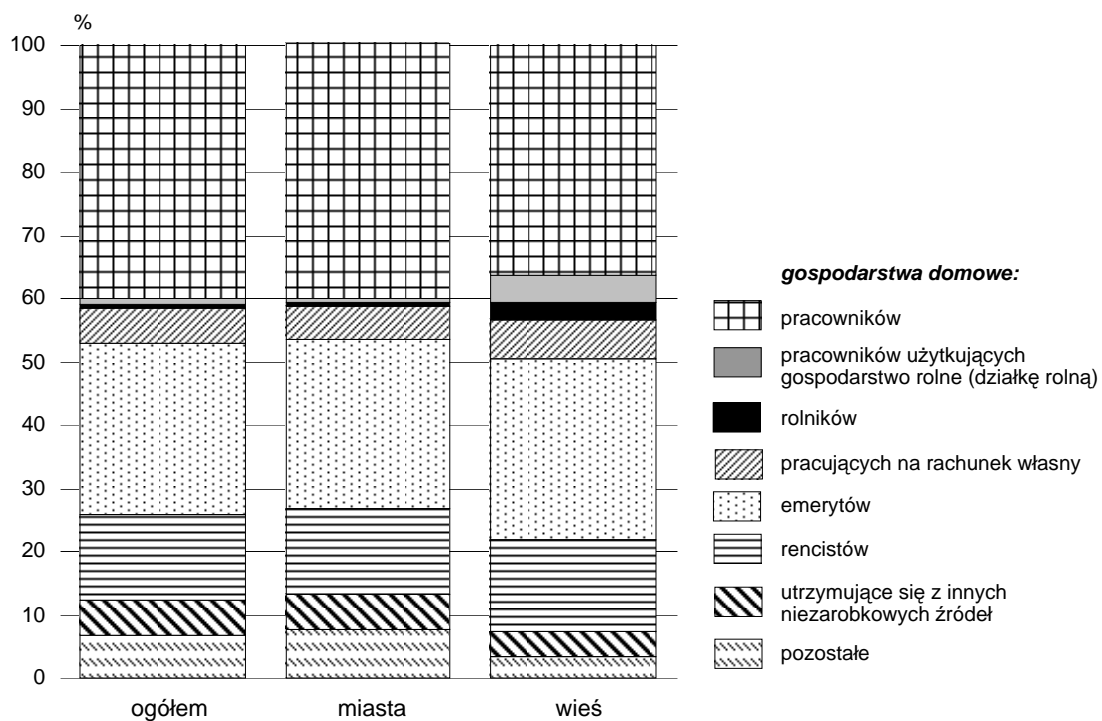 %
100
90
80
70
60
50
40
30
20
10
0
ogółem
miasta
wieś
gospodarstwa domowe:
pracowników
pracowników użytkujących
gospodarstwo rolne (działkę rolną)
rolników
pracujących na rachunek własny
emerytów
rencistów
utrzymujące się z innych
niezarobkowych źródeł
pozostałe